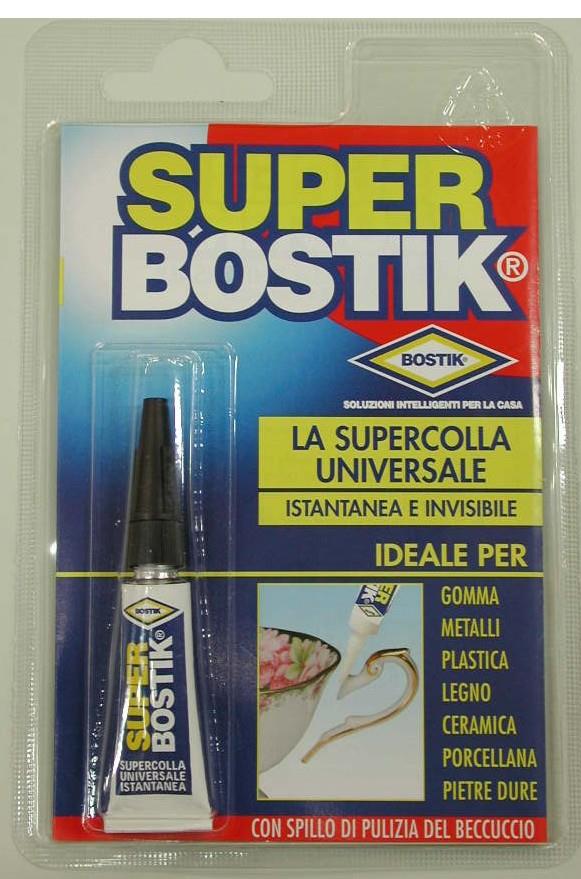 SUPER
BOSTIK®
BOSTIK®
SOLUZIONI INTELLIGENTI PER LA CASA
LA SUPERCOLLA
UNIVERSALE
ISTANTANEA E INVISIBILE
IDEALE PER
GOMMA
METALLI
PLASTICA
LEGNO
CERAMICA
PORCELLANA
PIETRE DURE
BOSTIK®
SUPER
BOSTIK®
SUPERCOLLA
UNIVERSALE
ISTANTANEA
CON SPILLO DI PULIZIA DEL BECCUCCIO